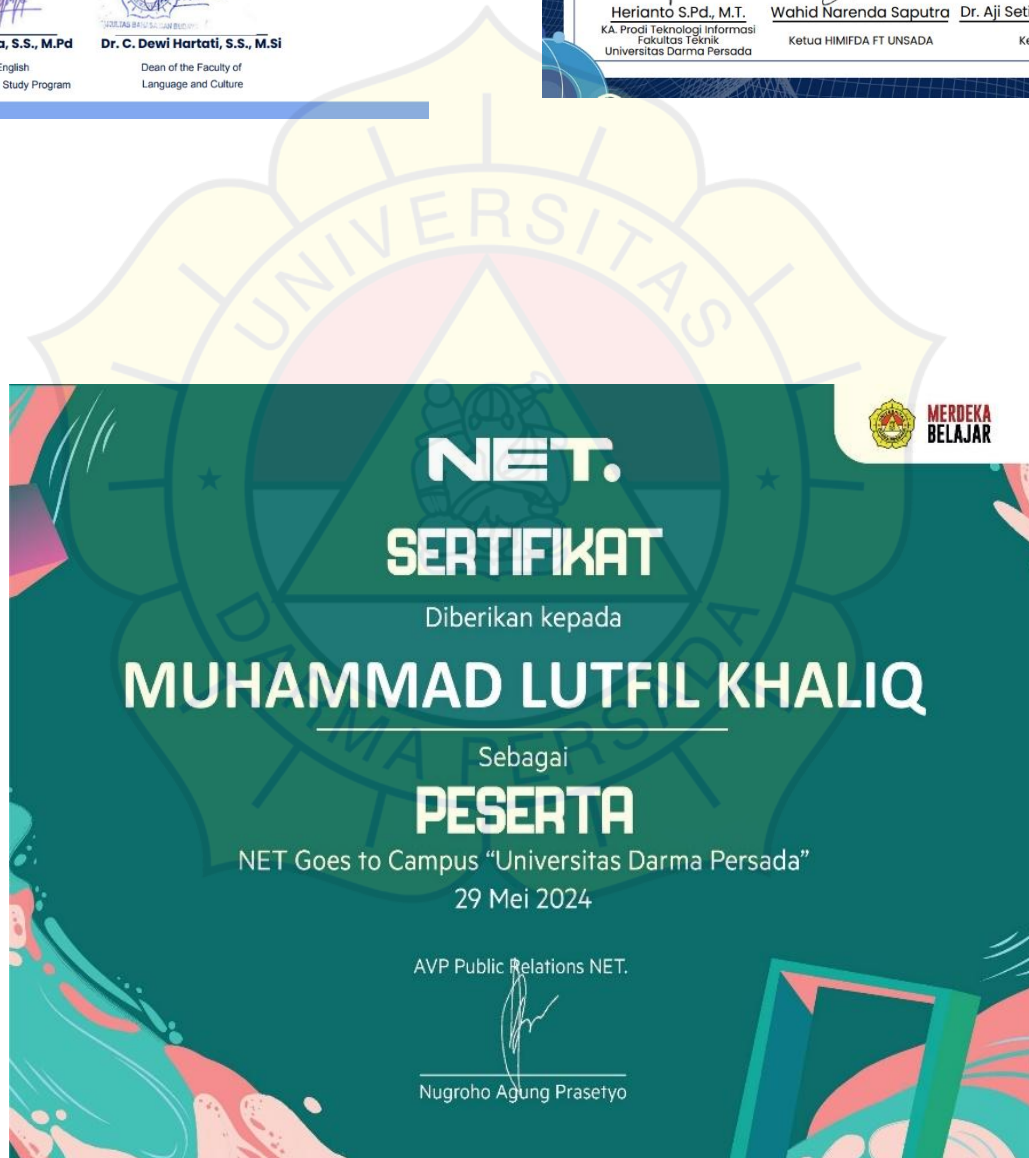 a, S.S., M.Pd
English
Study Program
Dr. C. Dewi Hartati, S.S., M.Si
Dean of the Faculty of
Language and Culture
Herianto S.Pd., M.T.
KA. Prodi Teknologi Informasi
Fakultas Teknik
Universitas Darma Persada
Wahid Narenda Saputra
Ketua HIMIFDA FT UNSADA
Dr. Aji Seti
Ke
UNIVERSITAS
DARMA PERSADA
MERDEKA
BELAJAR
NET.
SERTIFIKAT
Diberikan kepada
MUHAMMAD LUTFIL KHALIQ
Sebagai
PESERTA
NET Goes to Campus “Universitas Darma Persada”
29 Mei 2024
AVP Public Relations NET.
Nugroho Agung Prasetyo